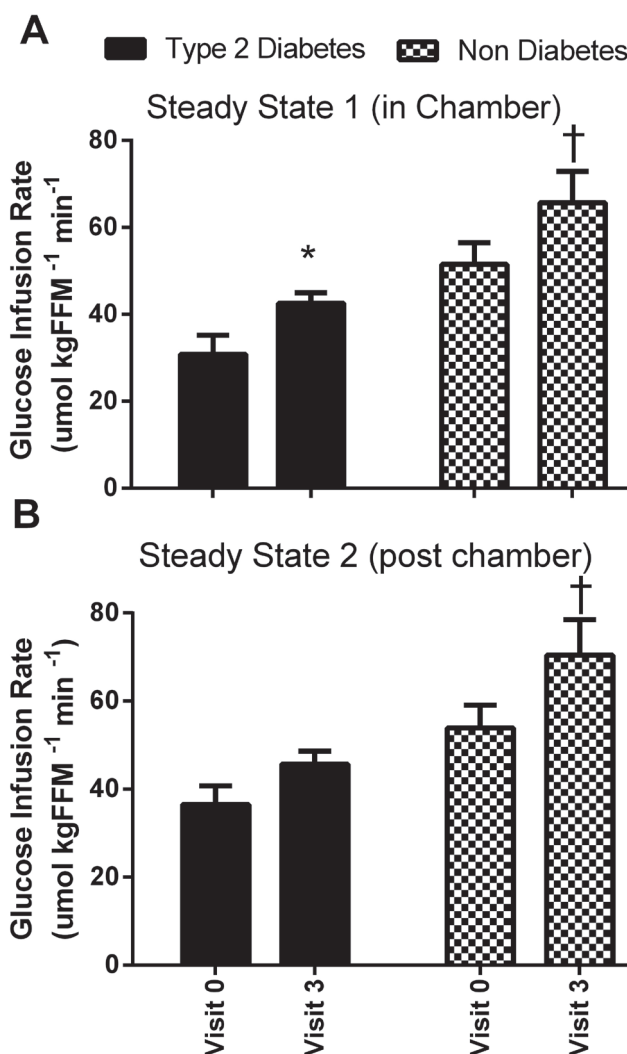 A
Type 2 Diabetes
Non Diabetes
Steady State 1 (in Chamber)
Glucose Infusion Rate
(umol kgFFM ⁻¹ min⁻¹
80
60
40
20
0
*
†
B
Steady State 2 (post chamber)
Glucose Infusion Rate
(umol kgFFM ⁻¹ min ⁻¹)
80
60
40
20
0
†
Visit 0
Visit 3
Visit 0
Visit 3